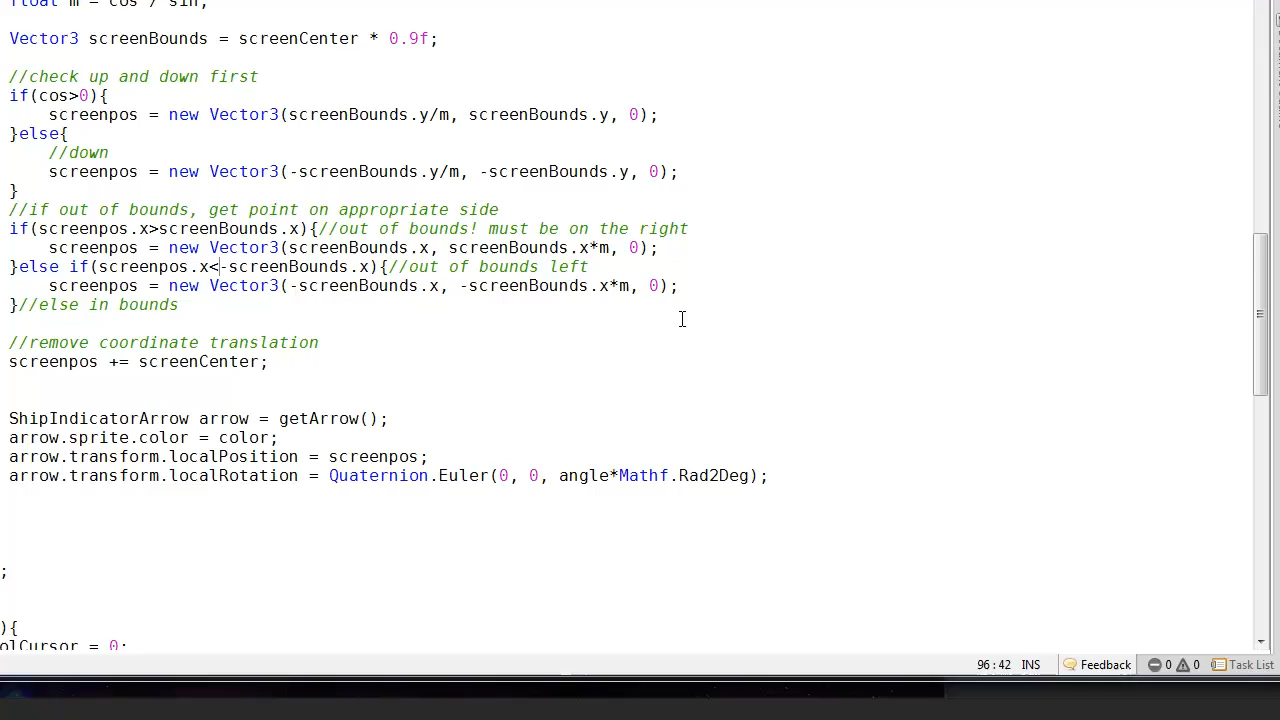 float m = cos / sin;
Vector3 screenBounds = screenCenter * 0.9f;
//check up and down first
if(cos>0){
screenpos = new Vector3(screenBounds.y/m, screenBounds.y, 0);
}else{
//down
screenpos = new Vector3(-screenBounds.y/m, -screenBounds.y, 0);
}
//if out of bounds, get point on appropriate side
if(screenpos.x>screenBounds.x){//out of bounds! must be on the right
screenpos = new Vector3(screenBounds.x, screenBounds.x*m, 0);
}else if(screenpos.x<-screenBounds.x){//out of bounds left
screenpos = new Vector3(-screenBounds.x, -screenBounds.x*m, 0);
}//else in bounds
//remove coordinate translation
screenpos += screenCenter;
ShipIndicatorArrow arrow = getArrow();
arrow.sprite.color = color;
arrow.transform.localPosition = screenpos;
arrow.transform.localRotation = Quaternion.Euler(0, 0, angle*Mathf.Rad2Deg);
;
){
olCursor = 0;
96 : 42 INS Feedback 0 0 Task List